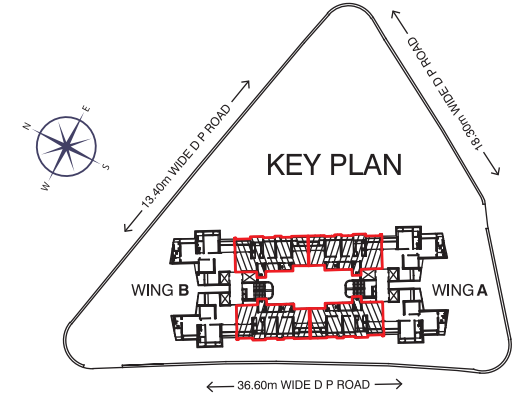 18.30m WIDE D P ROAD
13.40m WIDE D P ROAD
N
E
W
S
KEY PLAN
WING B
WING A
36.60m WIDE D P ROAD